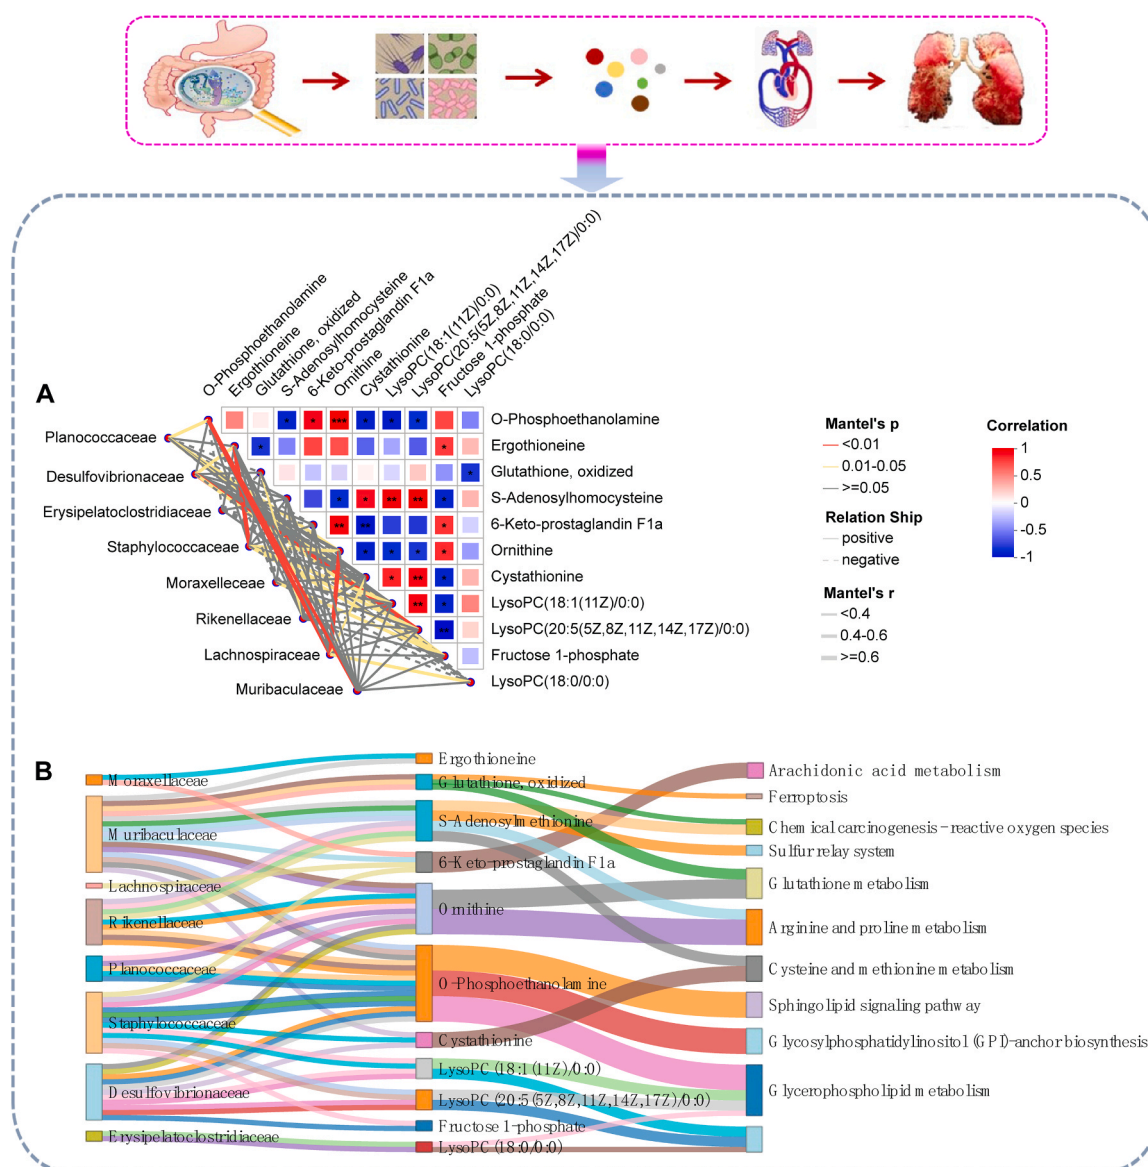 O-Phosphoethanolamine
Ergothioneine
Glutathione, oxidized
S-Adenosylhomocysteine
6-Keto-prostaglandin F1a
Ornithine
Cystathionine
LysoPC(18:1(11Z)/0:0)
LysoPC(20:5(5Z,8Z,11Z,14Z,17Z)/0:0)
Fructose 1-phosphate
LysoPC(18:0/0:0)
A
Planococcaceae
Desulfovibrionaceae
Erysipelatoclostridiaceae
Staphylococcaceae
Moraxelleceae
Rikenellaceae
Lachnospiraceae
Muribaculaceae
* *** * * * *
* *
*
* * ** ** *
** ** *
* * * *
* ** *
** *
**
O-Phosphoethanolamine
Ergothioneine
Glutathione, oxidized
S-Adenosylhomocysteine
6-Keto-prostaglandin F1a
Ornithine
Cystathionine
LysoPC(18:1(11Z)/0:0)
LysoPC(20:5(5Z,8Z,11Z,14Z,17Z)/0:0)
Fructose 1-phosphate
LysoPC(18:0/0:0)
Mantel's p
<0.01
0.01-0.05
>=0.05
Relation Ship
positive
negative
Mantel's r
<0.4
0.4-0.6
>=0.6
Correlation
1
0.5
0
-0.5
-1
B
Moraxellaceae
Muribaculaceae
Lachnospiraceae
Rikenellaceae
Planococcaceae
Staphylococcaceae
Desulfovibrionaceae
Erysipelatoclostridiaceae
Ergothioneine
Glutathione, oxidized
S-Adenosylmethionine
6-Keto-prostaglandin F1a
Ornithine
O-Phosphoethanolamine
Cystathionine
LysoPC (18:1(11Z)/0:0)
LysoPC (20:5(5Z,8Z,11Z,14Z,17Z)/0:0)
Fructose 1-phosphate
LysoPC (18:0/0:0)
Arachidonic acid metabolism
Ferroptosis
Chemical carcinogenesis - reactive oxygen species
Sulfur relay system
Glutathione metabolism
Arginine and proline metabolism
Cysteine and methionine metabolism
Sphingolipid signaling pathway
Glycosylphosphatidylinositol (GPI)-anchor biosynthesis
Glycerophospholipid metabolism